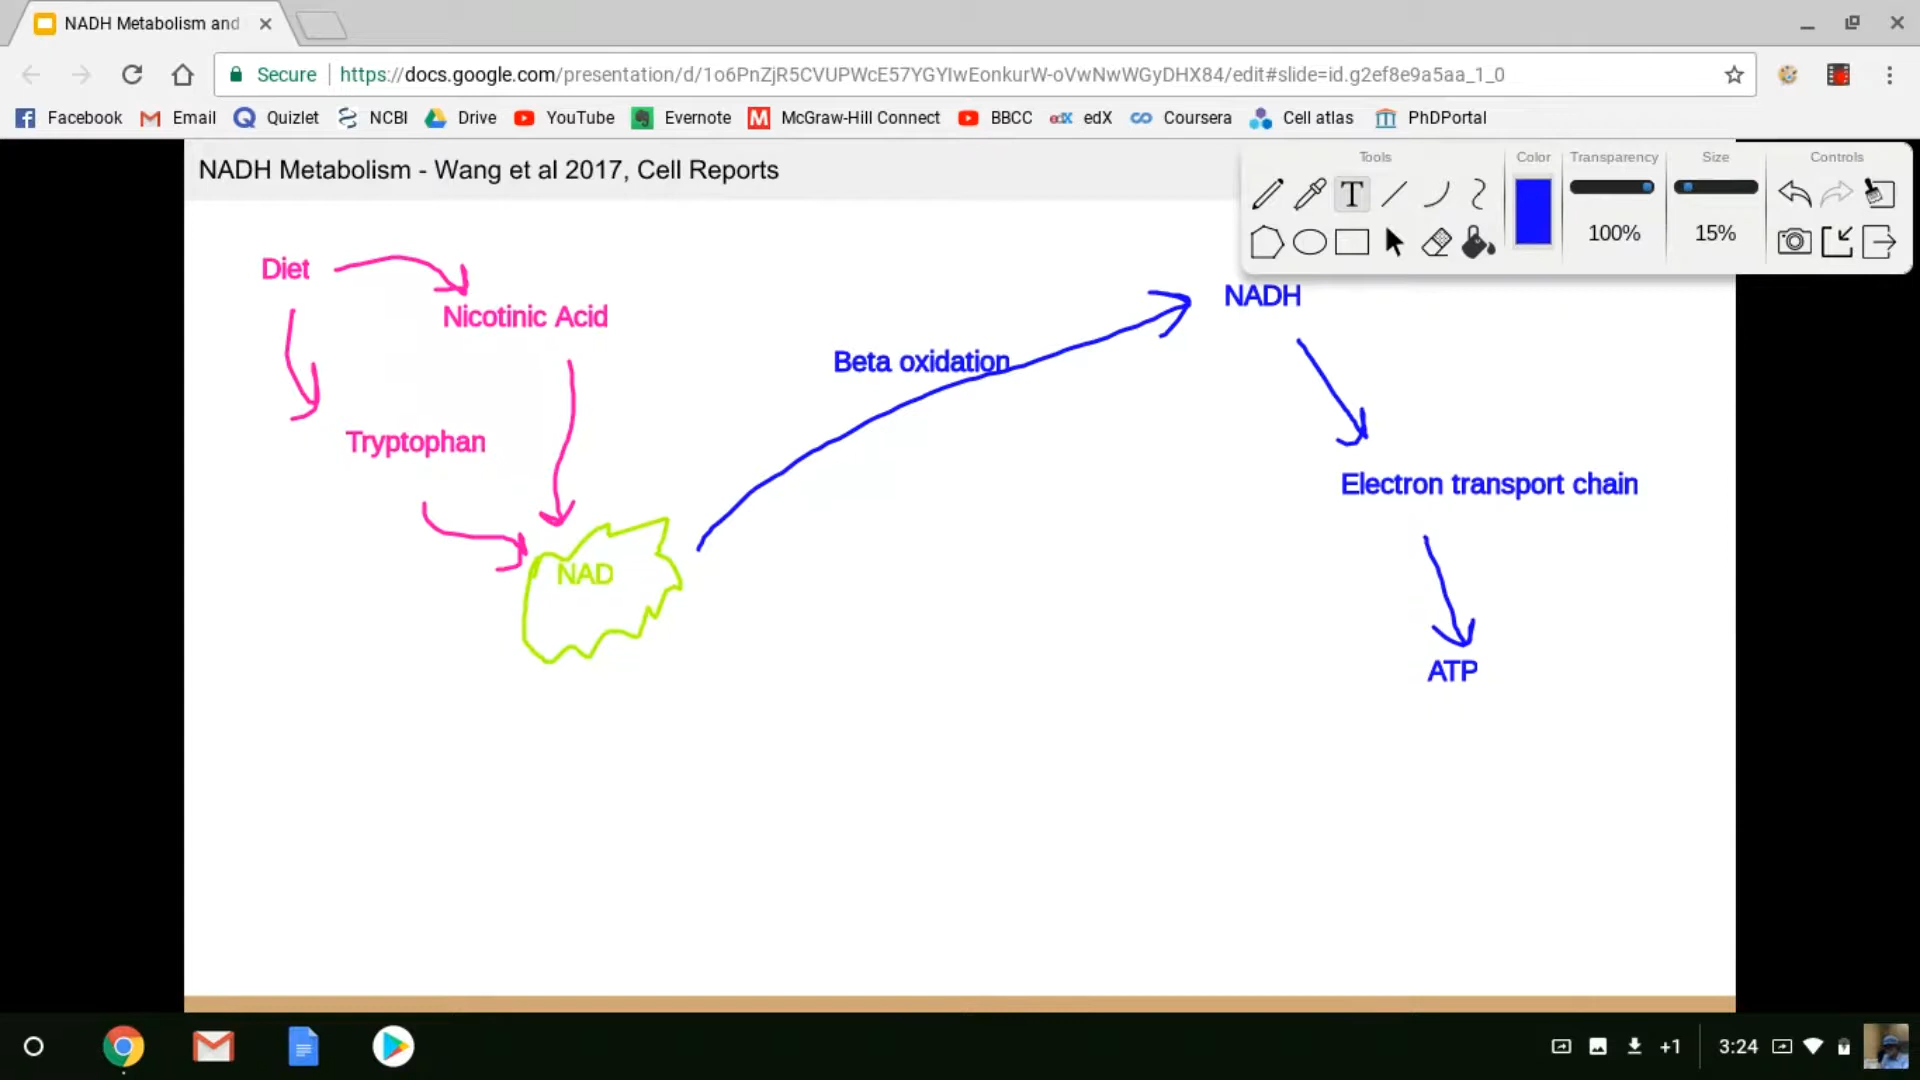 NADH Metabolism and
Secure https://docs.google.com/presentation/d/1o6PnZjR5CVUPWcE57YGYIwEonkurW-oVwNwWGyDHX84/edit#slide=id.g2ef8e9a5aa_1_0
Facebook Email Quizlet NCBI Drive YouTube Evernote McGraw-Hill Connect BBCC edX Coursera Cell atlas PhDPortal
NADH Metabolism - Wang et al 2017, Cell Reports
Tools Color Transparency Size Controls
T
100% 15%
Diet
NADH
Nicotinic Acid
Beta oxidation
Tryptophan
Electron transport chain
NAD
ATP
+1 3:24